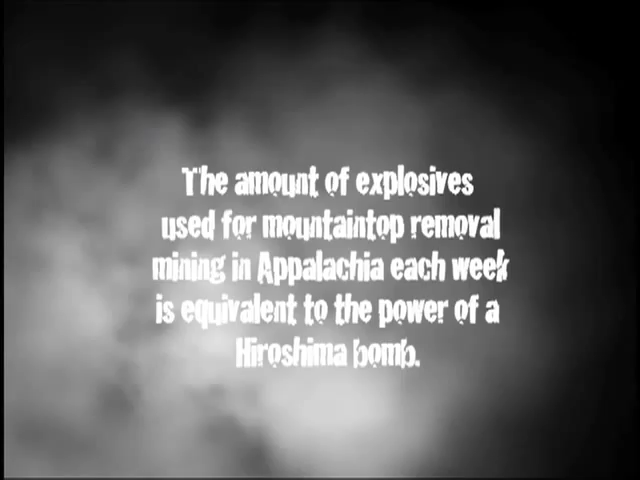 The amount of explosives
used for mountaintop removal
mining in Appalachia each week
is equivalent to the power of a
Hiroshima bomb.